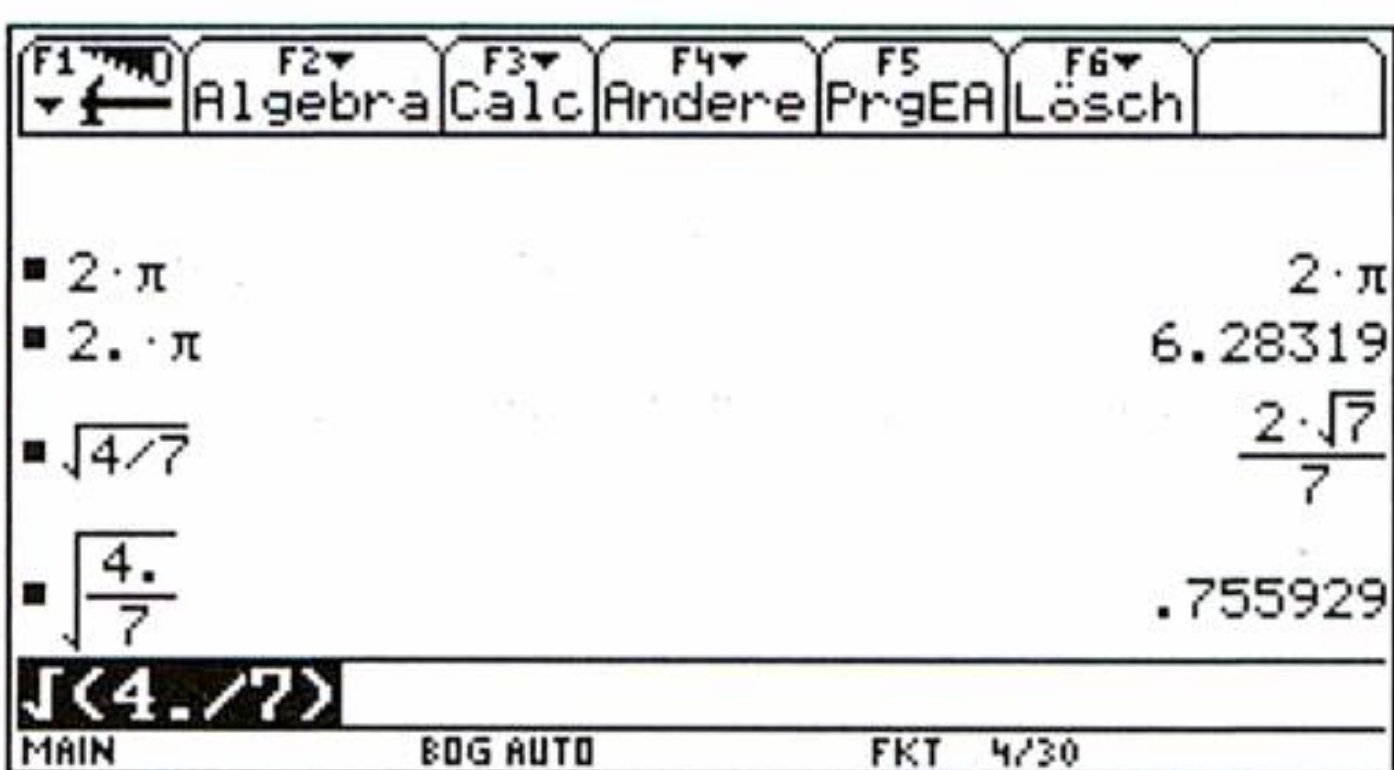 F1 F2 F3 F4 F5 F6
Algebra Calc Andere PrgEA Lösch
2·π 2·π
2.·π 6.28319
√4/7 2·√7/7
√4./7 .755929
√(4./7)
MAIN BOG AUTO FKT 4/30